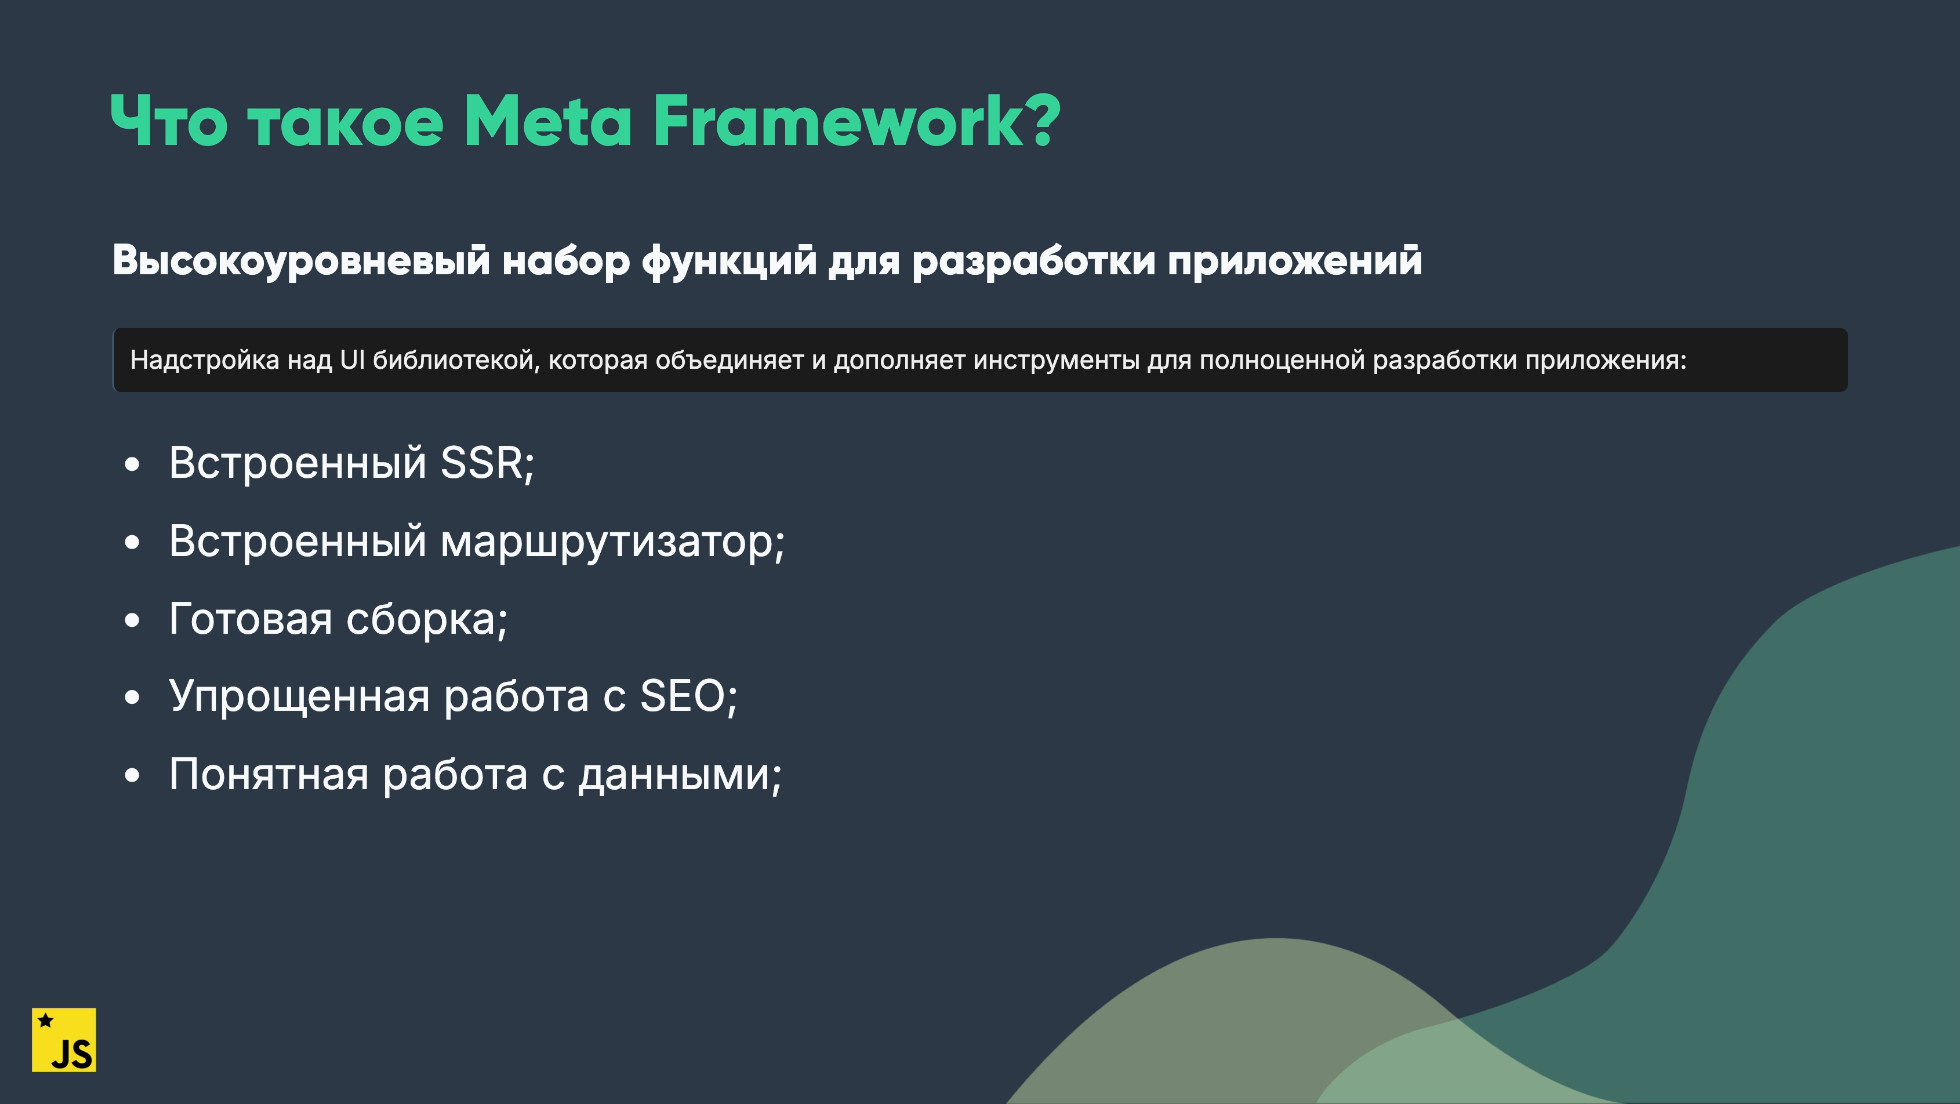 Что такое Meta Framework?
Высокоуровневый набор функций для разработки приложений
Надстройка над UI библиотекой, которая объединяет и дополняет инструменты для полноценной разработки приложения:
• Встроенный SSR;
• Встроенный маршрутизатор;
• Готовая сборка;
• Упрощенная работа с SEO;
• Понятная работа с данными;
JS